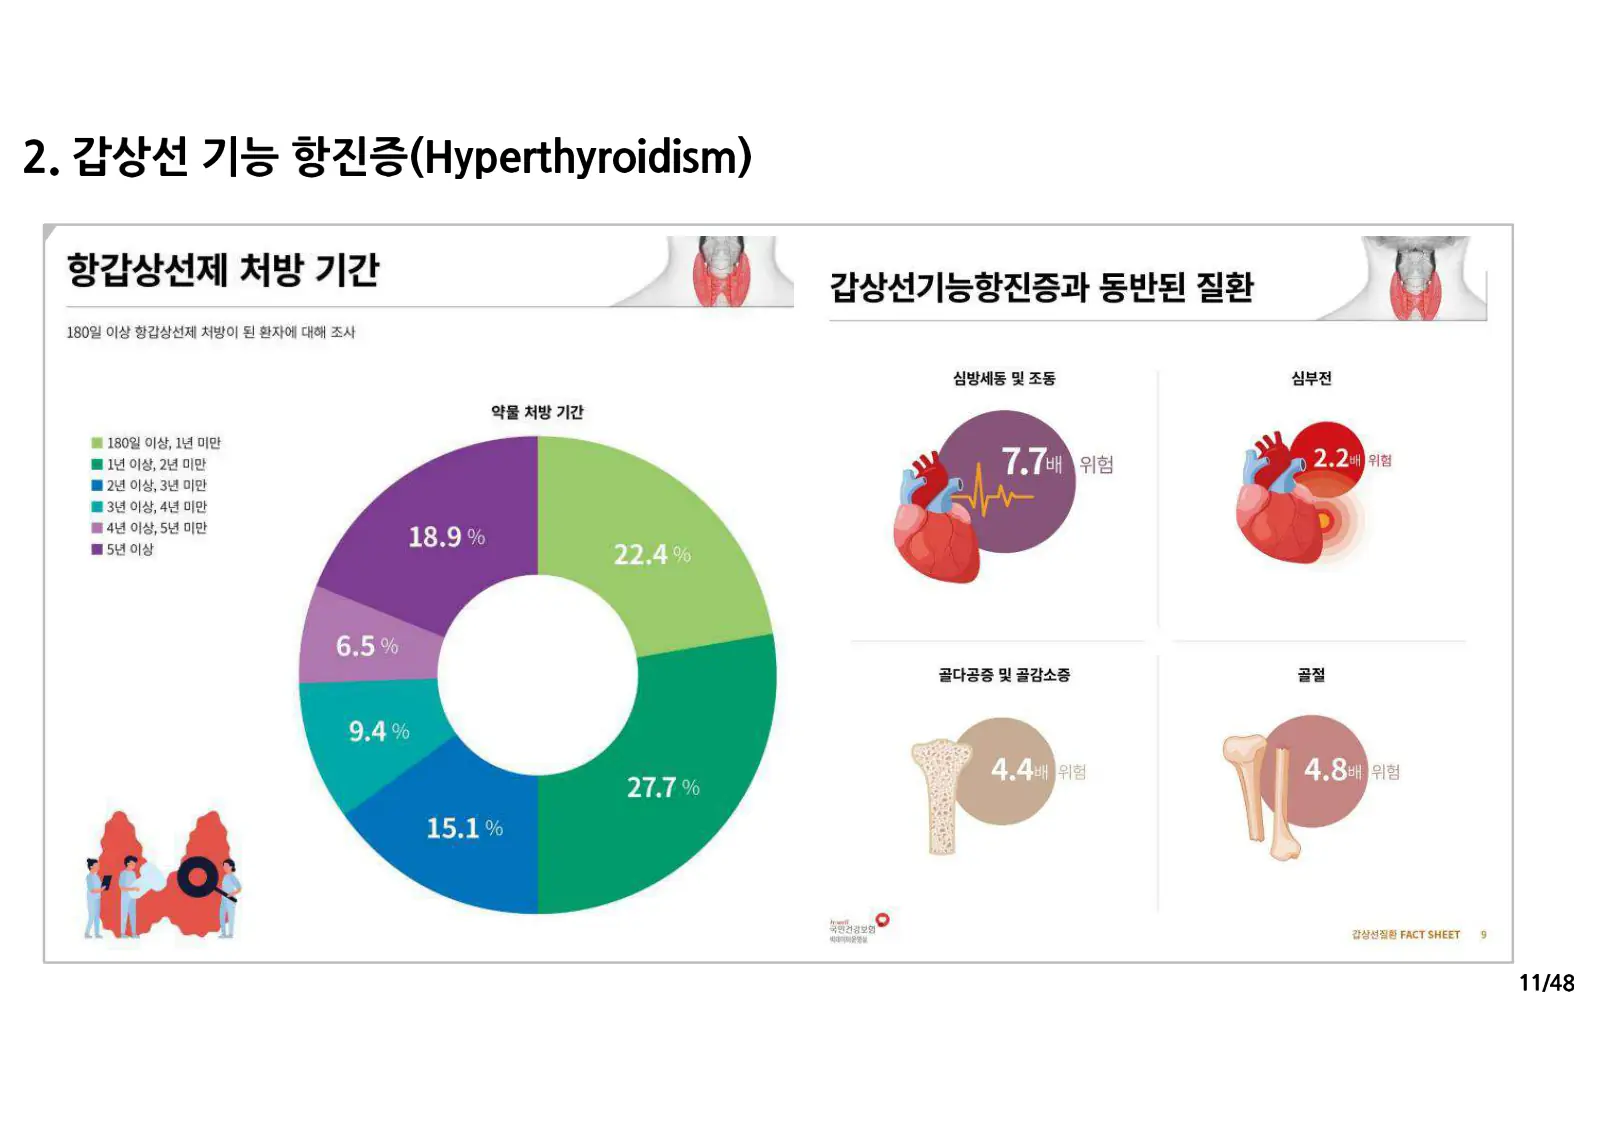 2. 갑상선 기능 항진증(Hyperthyroidism)
항갑상선제 처방 기간
180일 이상 항갑상선제 처방이 된 환자에 대해 조사
약물 처방 기간
180일 이상, 1년 미만
1년 이상, 2년 미만
2년 이상, 3년 미만
3년 이상, 4년 미만
4년 이상, 5년 미만
5년 이상
22.4 %
27.7 %
15.1 %
9.4 %
6.5 %
18.9 %
갑상선기능항진증과 동반된 질환
심방세동 및 조동
7.7배 위험
심부전
2.2배 위험
골다공증 및 골감소증
4.4배 위험
골절
4.8배 위험
국민건강보험
갑상선질환 FACT SHEET 9
11/48